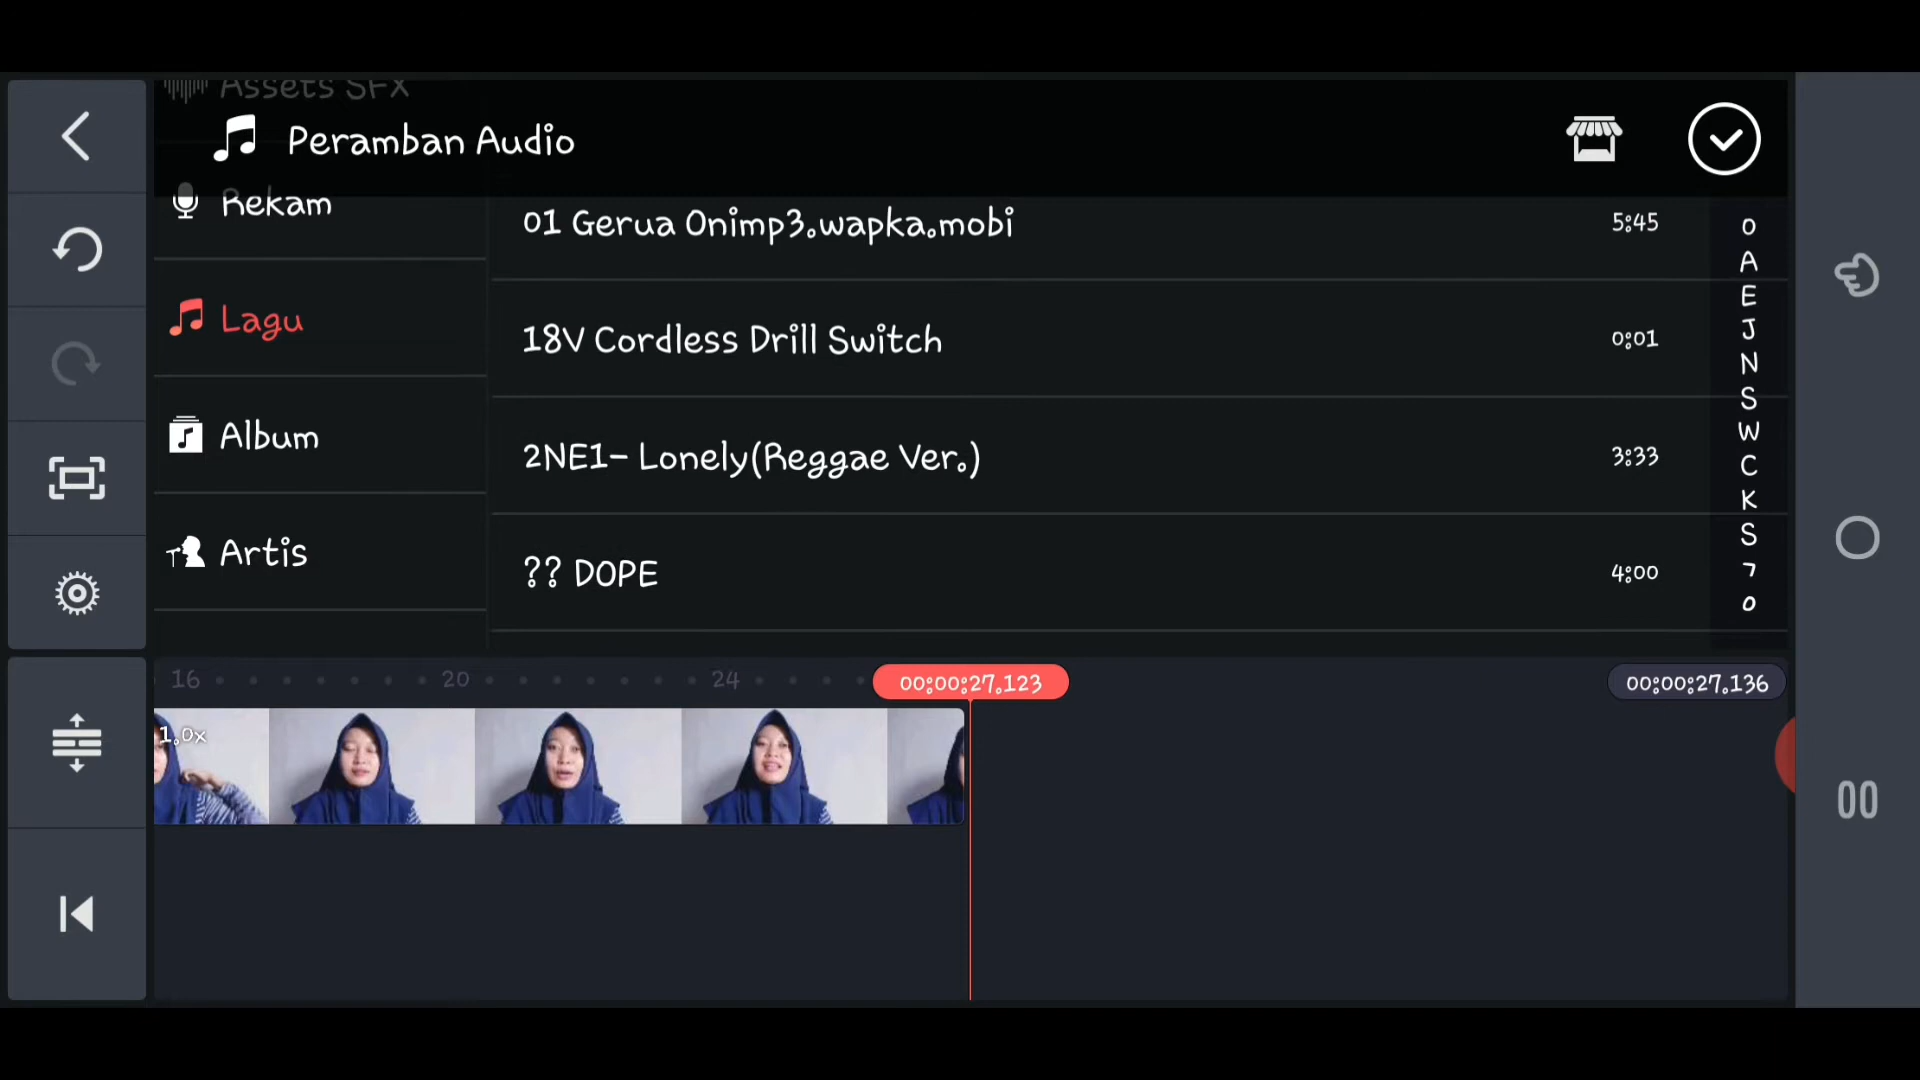 Assets SFX
Peramban Audio
Rekam
Lagu
Album
Artis
01 Gerua Onimp3.wapka.mobi 5:45
18V Cordless Drill Switch 0:01
2NE1- Lonely(Reggae Ver.) 3:33
?? DOPE 4:00
0
A
E
J
N
S
W
C
K
S
ㄱ
0
16 20 24 00:00:27.123 00:00:27.136
1.0x